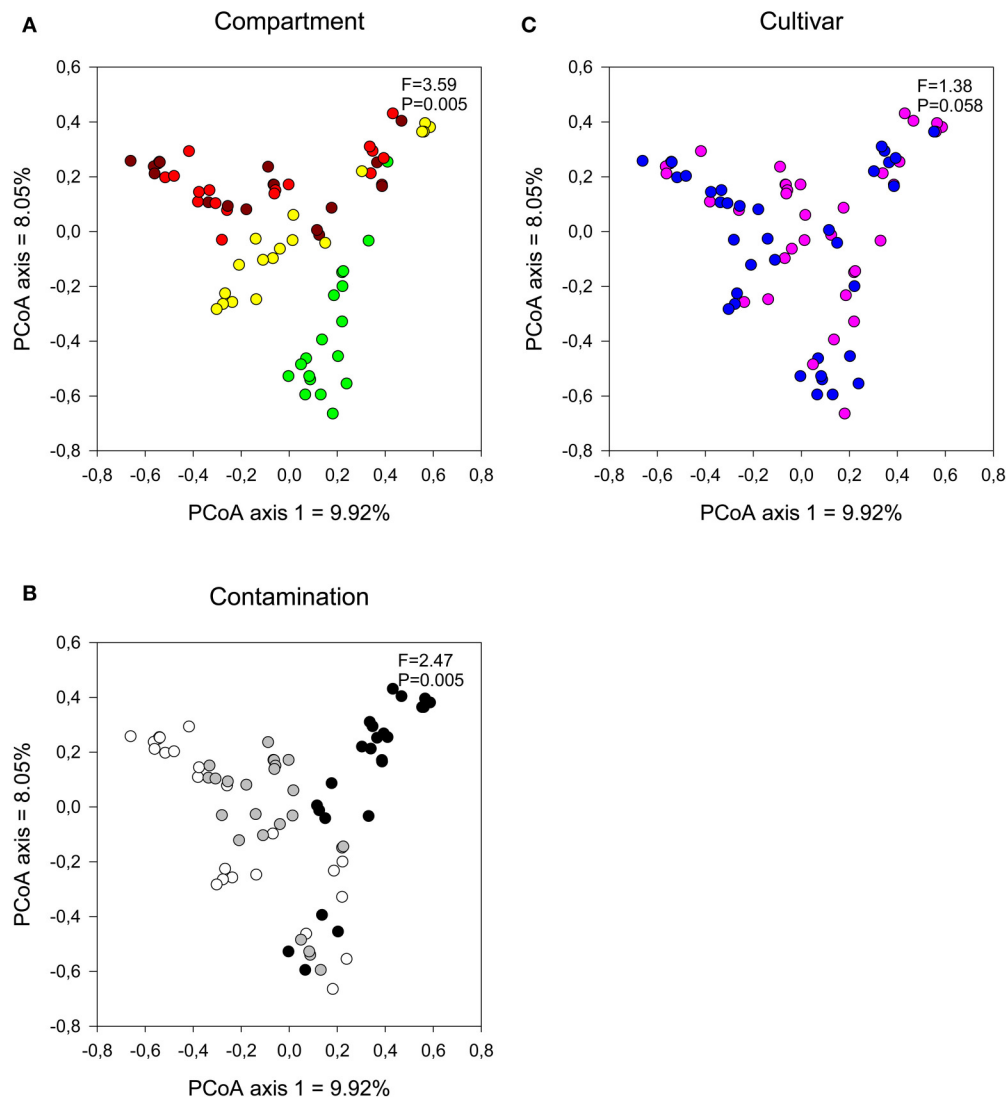 A
Compartment
0,6
0,4
0,2
0,0
-0,2
-0,4
-0,6
-0,8
PCoA axis = 8.05%
F=3.59
P=0.005
-0,8 -0,6 -0,4 -0,2 0,0 0,2 0,4 0,6 0,8
PCoA axis 1 = 9.92%
C
Cultivar
0,6
0,4
0,2
0,0
-0,2
-0,4
-0,6
-0,8
PCoA axis = 8.05%
F=1.38
P=0.058
-0,8 -0,6 -0,4 -0,2 0,0 0,2 0,4 0,6 0,8
PCoA axis 1 = 9.92%
B
Contamination
0,6
0,4
0,2
0,0
-0,2
-0,4
-0,6
-0,8
PCoA axis = 8.05%
F=2.47
P=0.005
-0,8 -0,6 -0,4 -0,2 0,0 0,2 0,4 0,6 0,8
PCoA axis 1 = 9.92%